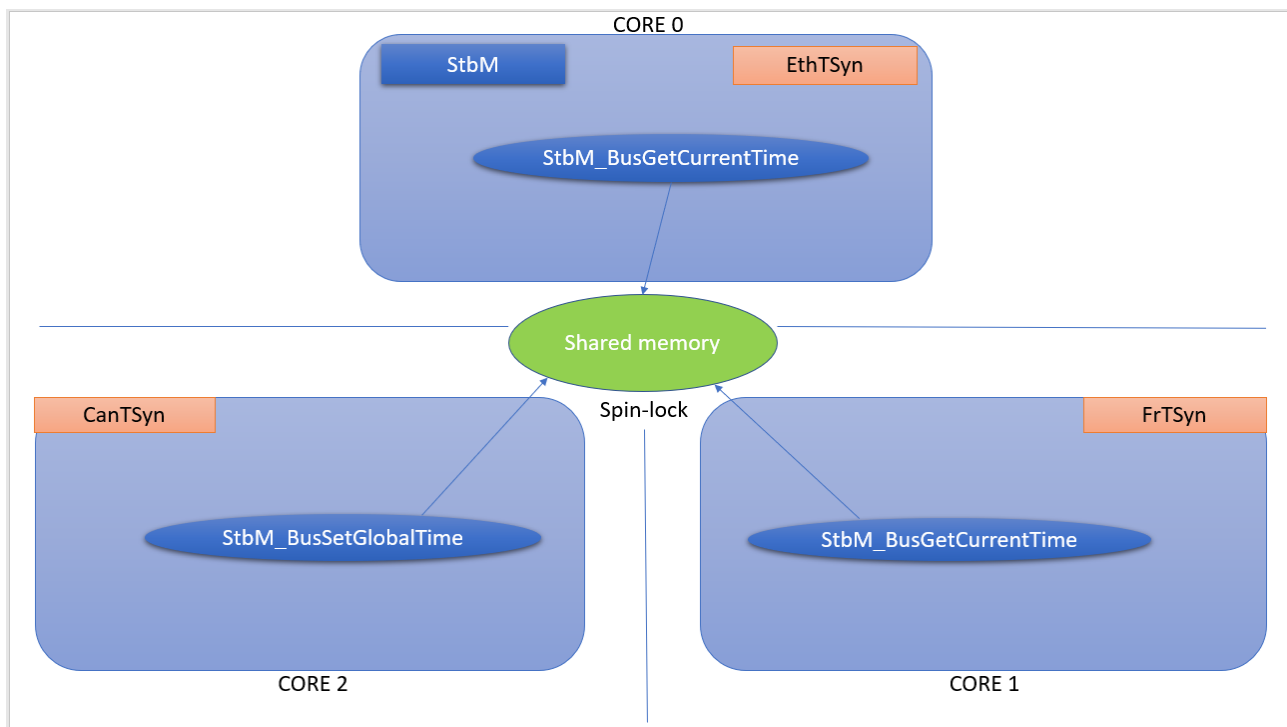 CORE 0
StbM
EthTSyn
StbM_BusGetCurrentTime
Shared memory
Spin-lock
CanTSyn
FrTSyn
StbM_BusSetGlobalTime
StbM_BusGetCurrentTime
CORE 2
CORE 1